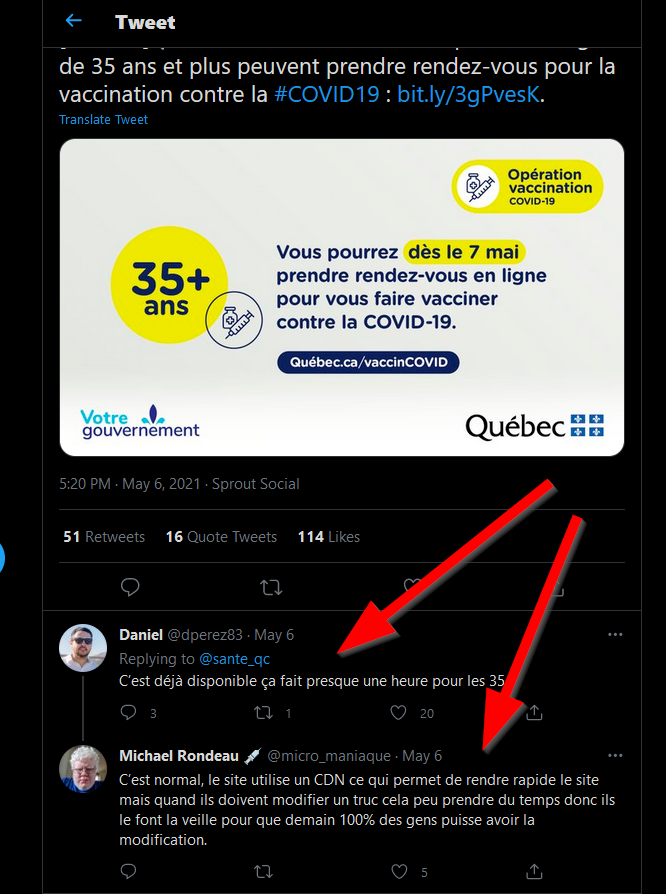 Tweet
de 35 ans et plus peuvent prendre rendez-vous pour la
vaccination contre la #COVID19 : bit.ly/3gPvesK.
Translate Tweet
Opération
vaccination
COVID-19
35+
ans
Vous pourrez dès le 7 mai
prendre rendez-vous en ligne
pour vous faire vacciner
contre la COVID-19.
Québec.ca/vaccinCOVID
Votre
gouvernement
Québec
5:20 PM · May 6, 2021 · Sprout Social
51 Retweets 16 Quote Tweets 114 Likes
Daniel @dperez83 · May 6
Replying to @sante_qc
C'est déjà disponible ça fait presque une heure pour les 35
3 1 20
Michael Rondeau 💉 @micro_maniaque · May 6
C'est normal, le site utilise un CDN ce qui permet de rendre rapide le site
mais quand ils doivent modifier un truc cela peu prendre du temps donc ils
le font la veille pour que demain 100% des gens puisse avoir la
modification.
5